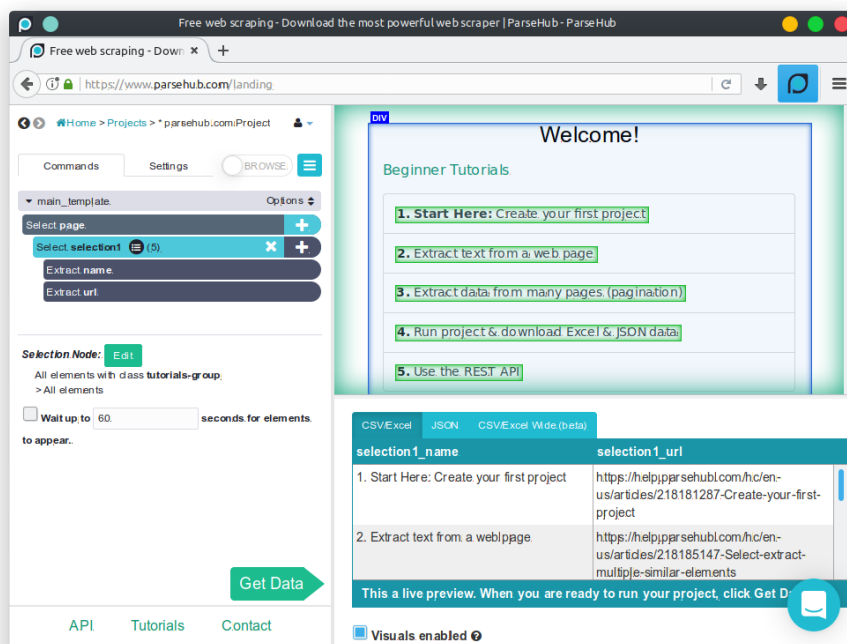 Free web scraping - Download the most powerful web scraper | ParseHub - ParseHub
Free web scraping - Down
https://www.parsehub.com/landing
Home > Projects > * parsehub.com Project
Commands
Settings
BROWSE
main_template
Options
Select page
Select selection1 (5)
Extract name
Extract url
Selection Node:
Edit
All elements with class tutorials-group
> All elements
Wait up to 60 seconds for elements
to appear.
Get Data
API
Tutorials
Contact
DIV
Welcome!
Beginner Tutorials
1. Start Here: Create your first project
2. Extract text from a web page
3. Extract data from many pages (pagination)
4. Run project & download Excel & JSON data
5. Use the REST API
CSV/Excel
JSON
CSV/Excel Wide (beta)
selection1_name
selection1_url
1. Start Here: Create your first project
https://help.parsehub.com/hc/en-
us/articles/218181287-Create-your-first-
project
2. Extract text from a web page
https://help.parsehub.com/hc/en-
us/articles/218185147-Select-extract-
multiple-similar-elements
This a live preview. When you are ready to run your project, click Get D
Visuals enabled